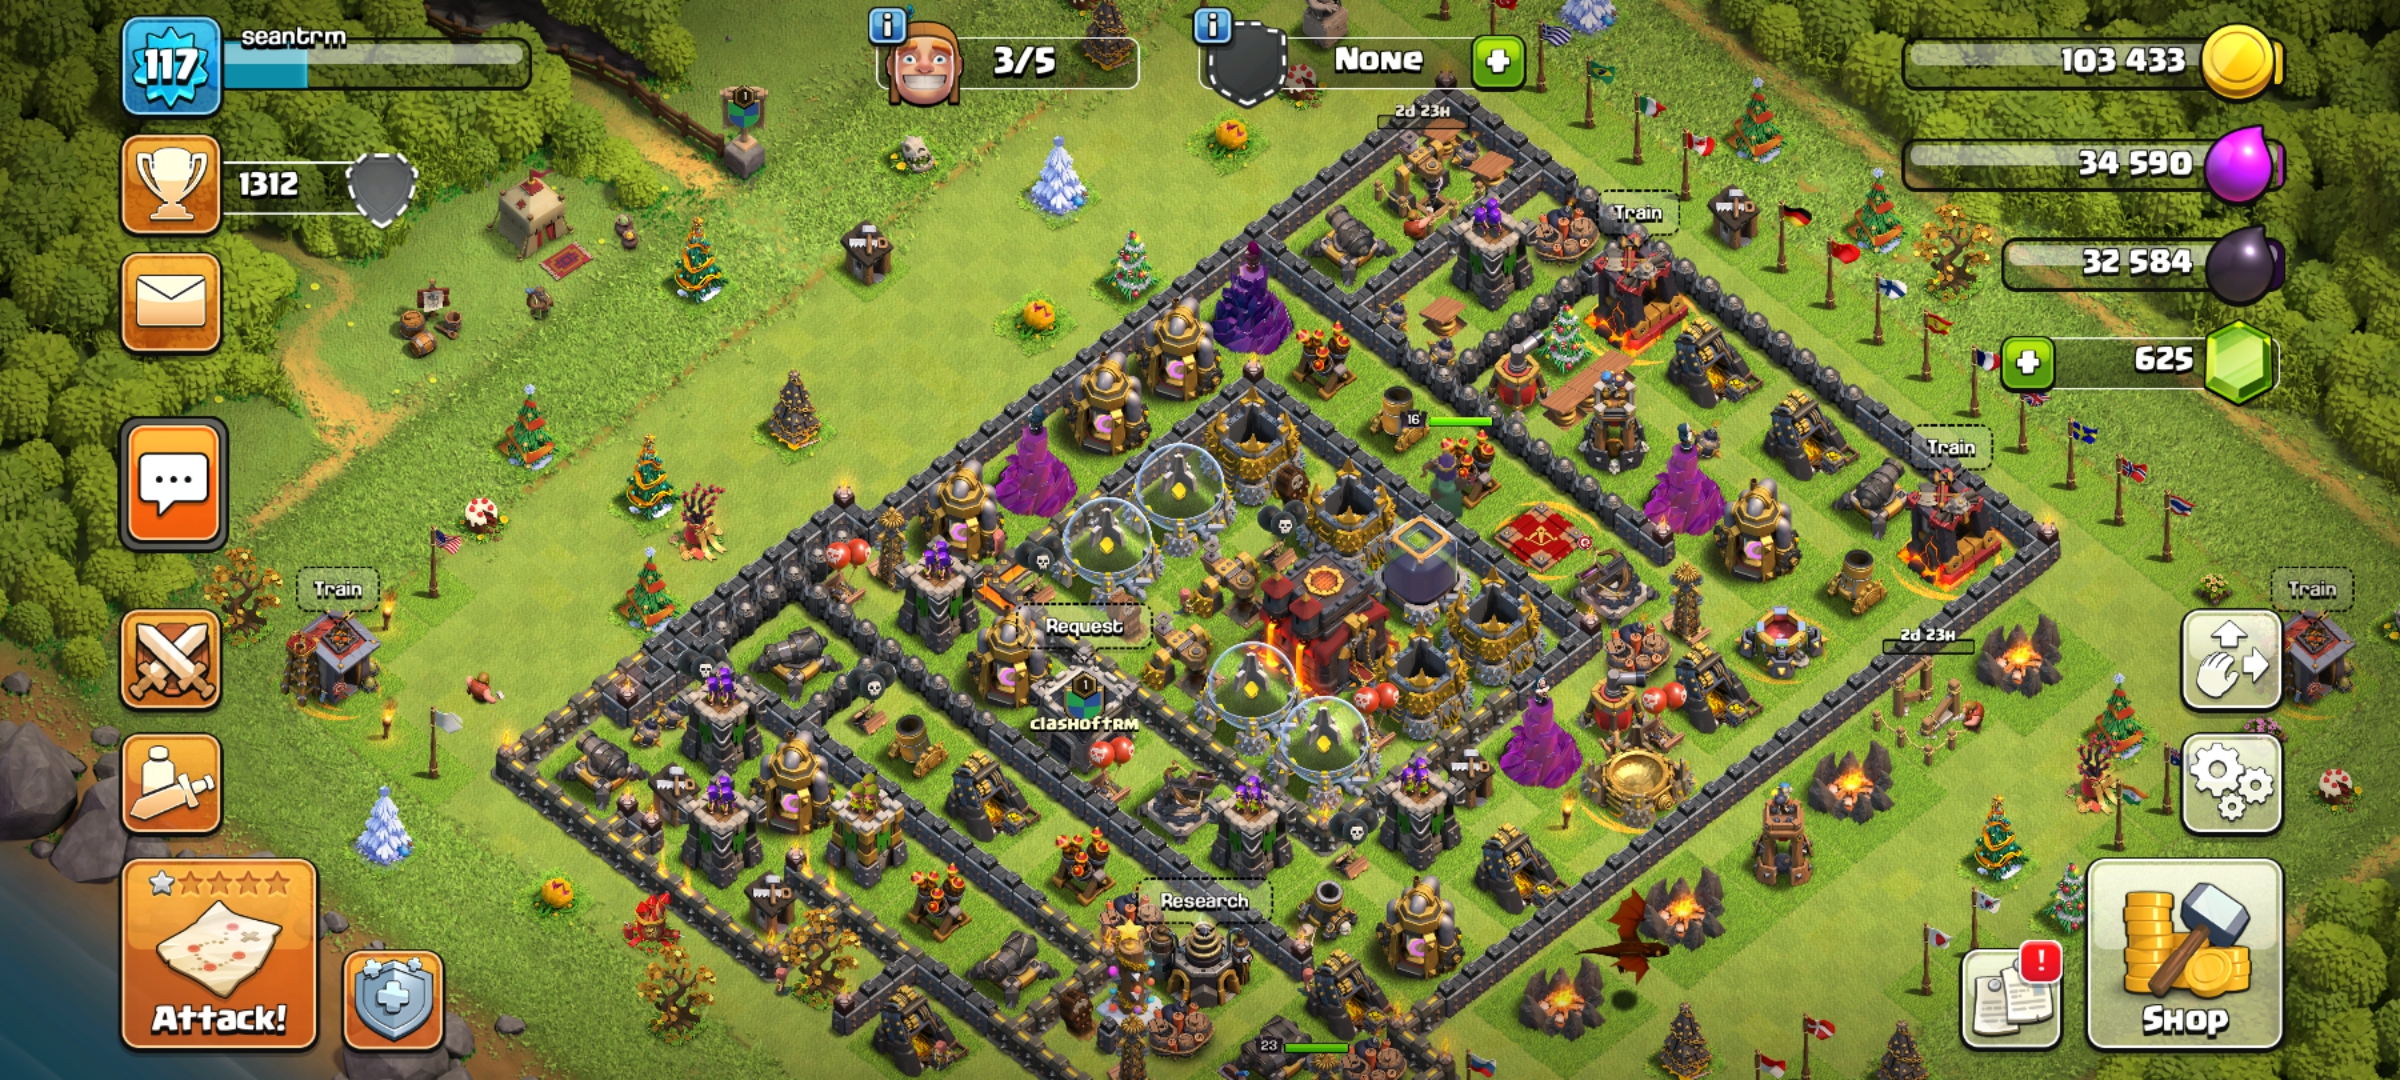 117
seantrm
3/5
None
103 433
1312
34 590
32 584
625
2d 23h
Train
16
Train
Train
Request
1
clashoftrm
Train
2d 23h
Research
23
Attack!
Shop
!